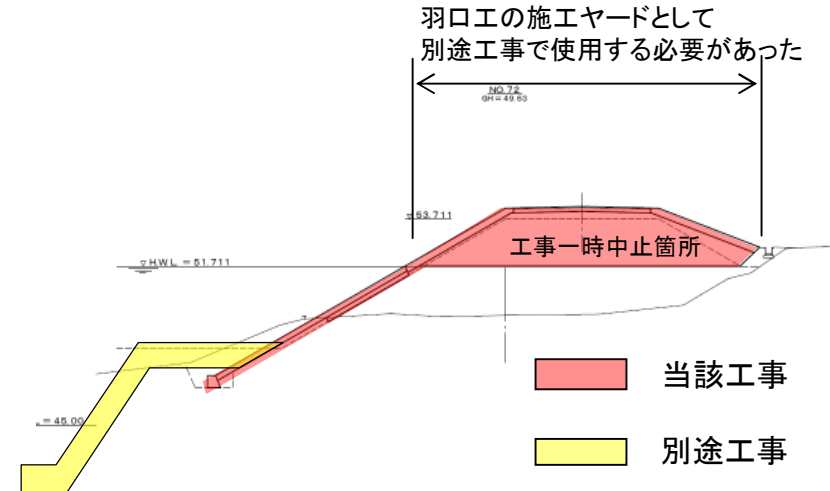 羽口工の施工ヤードとして
別途工事で使用する必要があった
NO.72
GH=49.63
▽53.711
工事一時中止箇所
▽H.W.L. = 51.711
当該工事
= 45.00
別途工事